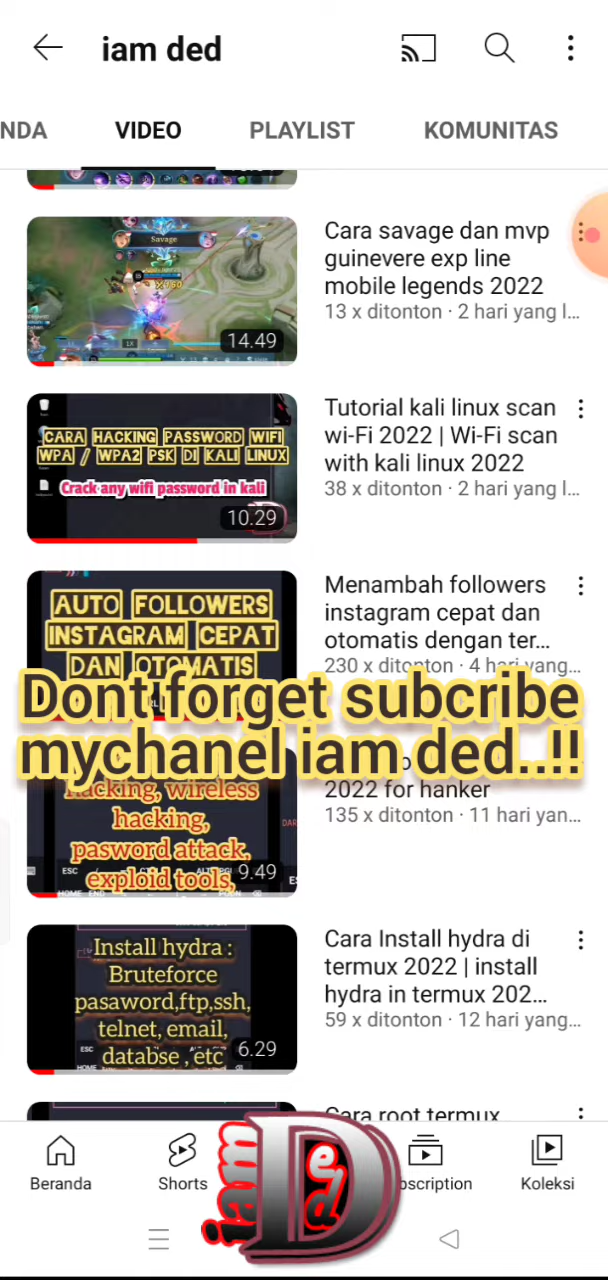 iam ded
NDA
VIDEO
PLAYLIST
KOMUNITAS
Savage
14.49
Cara savage dan mvp
guinevere exp line
mobile legends 2022
13 x ditonton · 2 hari yang l...
CARA HACKING PASSWORD WIFI
WPA / WPA2 PSK DI KALI LINUX
Crack any wifi password in kali
10.29
Tutorial kali linux scan
wi-Fi 2022 | Wi-Fi scan
with kali linux 2022
38 x ditonton · 2 hari yang l...
AUTO FOLLOWERS
INSTAGRAM CEPAT
DAN OTOMATIS
Menambah followers
instagram cepat dan
otomatis dengan ter...
230 x ditonton · 4 hari yang...
Dont forget subcribe
mychanel iam ded..!!
hacking, wireless
hacking,
pasword attack,
exploid tools,
9.49
ESC
HOME
END
2022 for hanker
135 x ditonton · 11 hari yan...
Install hydra :
Bruteforce
pasaword,ftp,ssh,
telnet, email,
databse , etc
ESC
6.29
Cara Install hydra di
termux 2022 | install
hydra in termux 202...
59 x ditonton · 12 hari yang...
Cara root termux
Beranda
Shorts
bscription
Koleksi
iam
D
ed